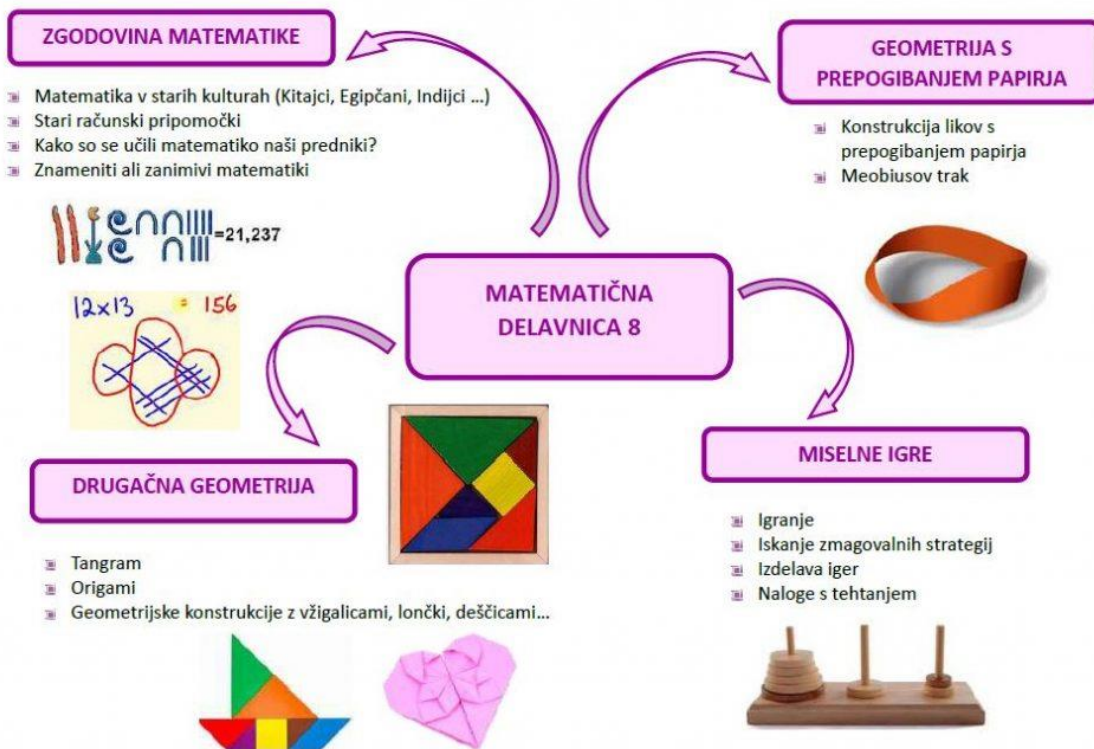 ZGODOVINA MATEMATIKE
Matematika v starih kulturah (Kitajci, Egipčani, Indijci ...)
Stari računski pripomočki
Kako so se učili matematiko naši predniki?
Znameniti ali zanimivi matematiki
=21,237
12x13 = 156
GEOMETRIJA S
PREPOGIBANJEM PAPIRJA
Konstrukcija likov s
prepogibanjem papirja
Meobiusov trak
MATEMATIČNA
DELAVNICA 8
DRUGAČNA GEOMETRIJA
Tangram
Origami
Geometrijske konstrukcije z vžigalicami, lončki, deščicami...
MISELNE IGRE
Igranje
Iskanje zmagovalnih strategij
Izdelava iger
Naloge s tehtanjem